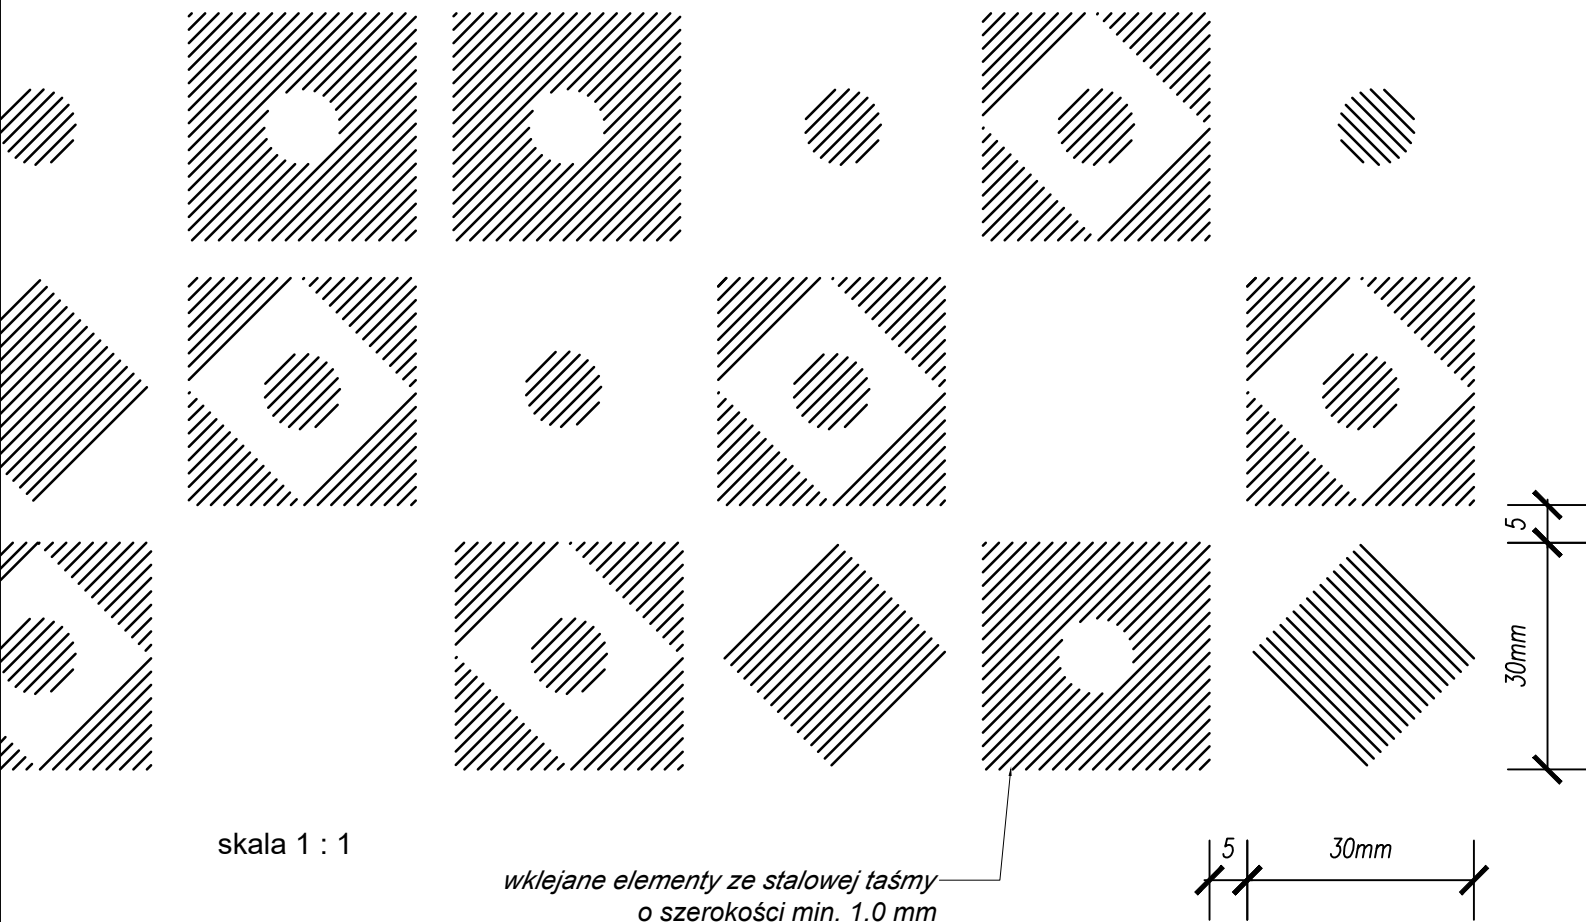 5
30mm
skala 1 : 1
5
30mm
wklejane elementy ze stalowej taśmy
o szerokości min. 1.0 mm